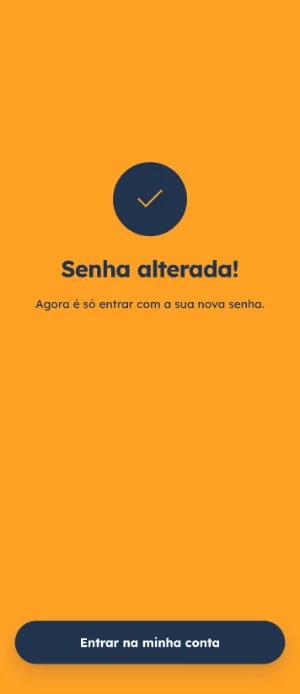 Senha alterada!
Agora é só entrar com a sua nova senha.
Entrar na minha conta